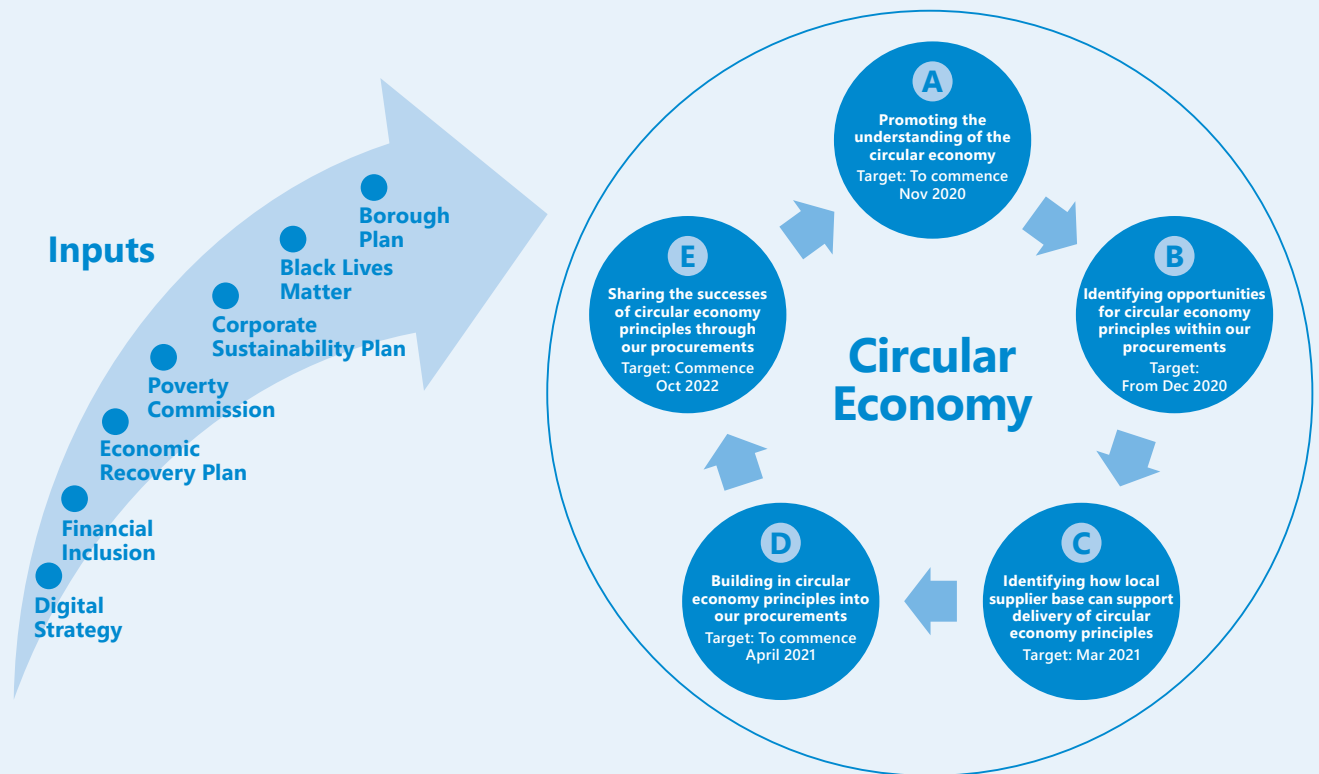 Inputs
Borough
Plan
Black Lives
Matter
Corporate
Sustainability Plan
Poverty
Commission
Economic
Recovery Plan
Financial
Inclusion
Digital
Strategy
Circular
Economy
A
Promoting the
understanding of the
circular economy
Target: To commence
Nov 2020
B
Identifying opportunities
for circular economy
principles within our
procurements
Target:
From Dec 2020
C
Identifying how local
supplier base can support
delivery of circular
economy principles
Target: Mar 2021
D
Building in circular
economy principles into
our procurements
Target: To commence
April 2021
E
Sharing the successes
of circular economy
principles through
our procurements
Target: Commence
Oct 2022